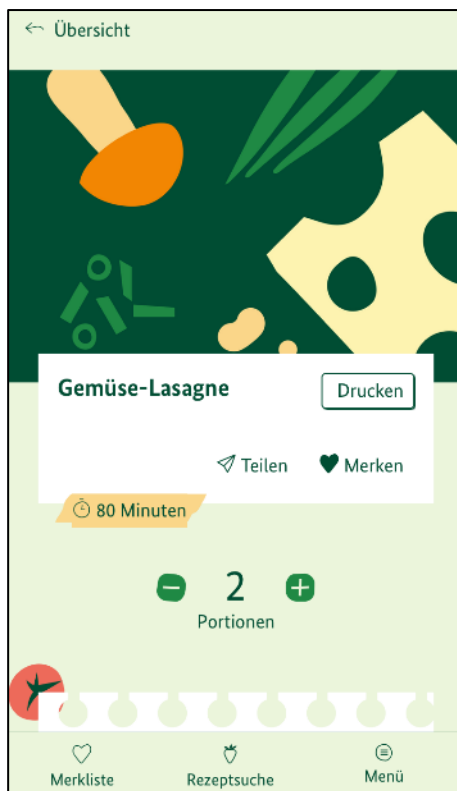 Übersicht
Gemüse-Lasagne
Drucken
Teilen
Merken
80 Minuten
2
Portionen
Merkliste
Rezeptsuche
Menü